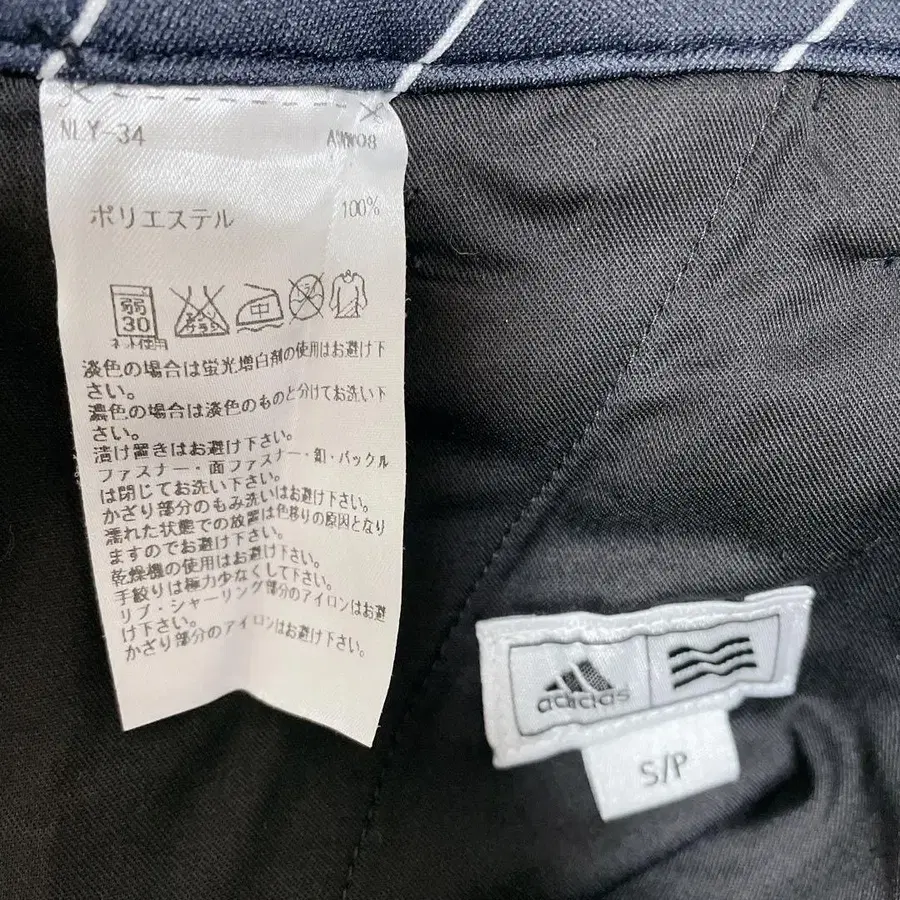 NLY-34
ポリエステル 100%
弱
30
ネット使用
エンソ
サラシ
淡色の場合は蛍光増白剤の使用はお避け下
さい。
濃色の場合は淡色のものと分けてお洗い下
さい。
漬け置きはお避け下さい。
ファスナー・面ファスナー・釦・バックル
は閉じてお洗い下さい。
かざり部分のもみ洗いはお避け下さい。
濡れた状態での放置は色移りの原因となり
ますのでお避け下さい。
乾燥機の使用はお避け下さい。
手絞りは極力少なくして下さい。
リブ・シャーリング部分のアイロンはお避
け下さい。
かざり部分のアイロンはお避け下さい。
adidas
S/P